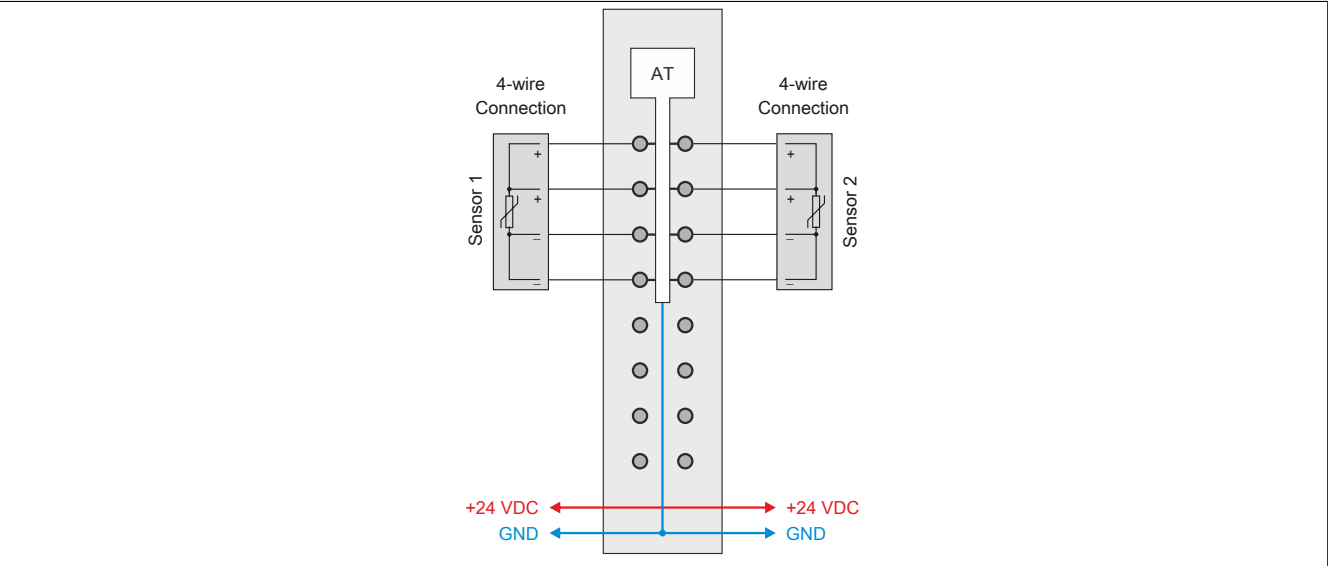 AT
4-wire
Connection
4-wire
Connection
Sensor 1
+
+
–
–
+
+
–
–
Sensor 2
+24 VDC
+24 VDC
GND
GND